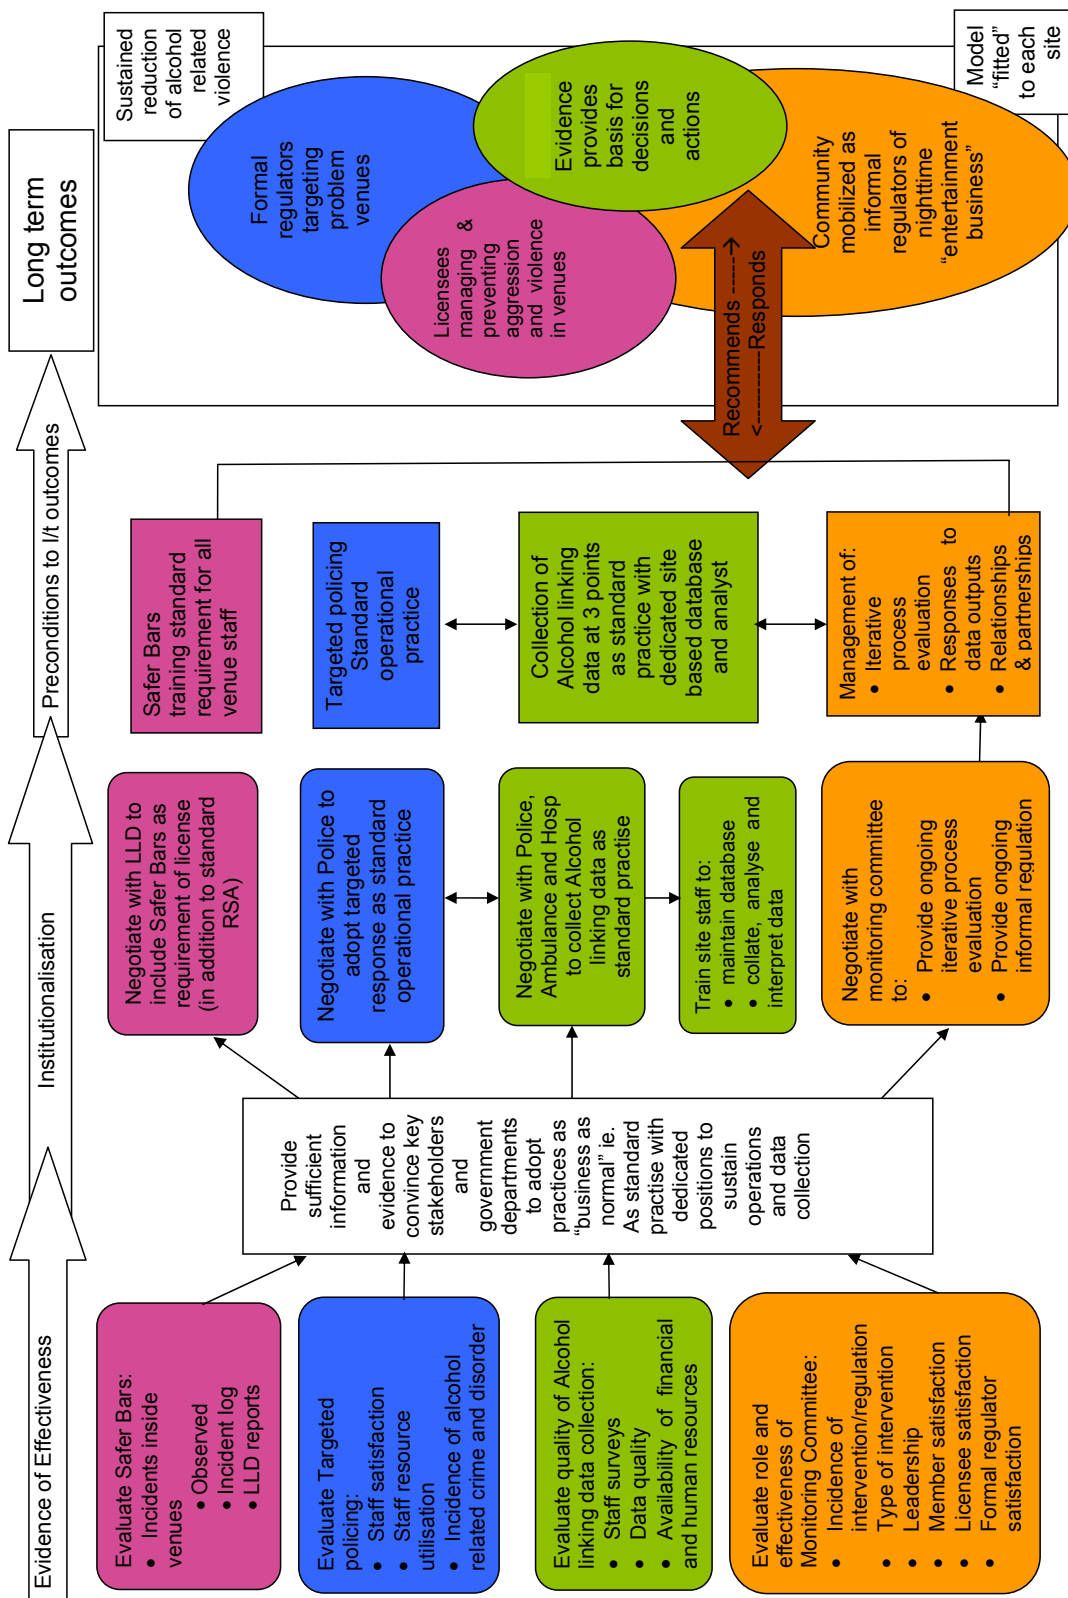 Evidence of Effectiveness
Institutionalisation
Preconditions to l/t outcomes
Long term
outcomes
Evaluate Safer Bars:
• Incidents inside
venues
• Observed
• Incident log
• LLD reports
Evaluate Targeted
policing:
• Staff satisfaction
• Staff resource
utilisation
• Incidence of alcohol
related crime and disorder
Evaluate quality of Alcohol
linking data collection:
• Staff surveys
• Data quality
• Availability of financial
and human resources
Evaluate role and
effectiveness of
Monitoring Committee:
• Incidence of
intervention/regulation
• Type of intervention
• Leadership
• Member satisfaction
• Licensee satisfaction
• Formal regulator
satisfaction
Provide
sufficient
information
and
evidence to
convince key
stakeholders
and
government
departments
to adopt
practices as
“business as
normal” ie.
As standard
practise with
dedicated
positions to
sustain
operations
and data
collection
Negotiate with LLD to
include Safer Bars as
requirement of license
(in addition to standard
RSA)
Negotiate with Police to
adopt targeted
response as standard
operational practice
Negotiate with Police,
Ambulance and Hosp
to collect Alcohol
linking data as
standard practise
Train site staff to:
• maintain database
• collate, analyse and
interpret data
Negotiate with
monitoring committee
to:
• Provide ongoing
iterative process
evaluation
• Provide ongoing
informal regulation
Safer Bars
training standard
requirement for all
venue staff
Targeted policing
Standard
operational
practice
Collection of
Alcohol linking
data at 3 points
as standard
practice with
dedicated site
based database
and analyst
Management of:
• Iterative
process
evaluation
• Responses to
data outputs
• Relationships
& partnerships
Recommends ----->
<----------Responds
Sustained
reduction
of alcohol
related
violence
Formal
regulators
targeting
problem
venues
Licensees
managing &
preventing
aggression
and violence
in venues
Evidence
provides
basis for
decisions
and
actions
Community
mobilized as
informal
regulators of
nighttime
“entertainment
business”
Model
“fitted”
to each
site